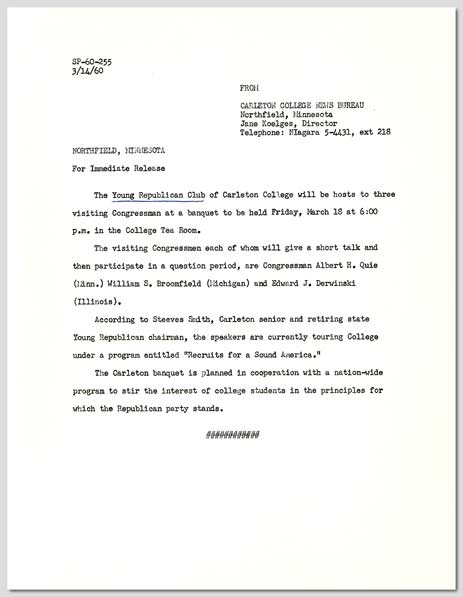 SP-60-255
3/14/60
FROM
CARLETON COLLEGE NEWS BUREAU
Northfield, Minnesota
Jane Koelges, Director
Telephone: NIagara 5-4431, ext 218
NORTHFIELD, MINNESOTA
For Immediate Release
The Young Republican Club of Carleton College will be hosts to three
visiting Congressman at a banquet to be held Friday, March 18 at 6:00
p.m. in the College Tea Room.
The visiting Congressmen each of whom will give a short talk and
then participate in a question period, are Congressman Albert H. Quie
(Minn.) William S. Broomfield (Michigan) and Edward J. Derwinski
(Illinois).
According to Steeves Smith, Carleton senior and retiring state
Young Republican chairman, the speakers are currently touring College
under a program entitled "Recruits for a Sound America."
The Carleton banquet is planned in cooperation with a nation-wide
program to stir the interest of college students in the principles for
which the Republican party stands.
############